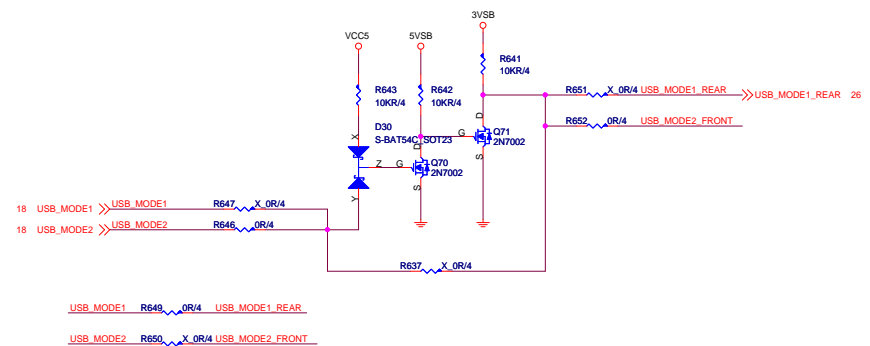 3VSB
VCC5 5VSB
R641
10KR/4
R643 R642
10KR/4 10KR/4
R651 X_0R/4 USB_MODE1_REAR USB_MODE1_REAR 26
D30
S-BAT54C_SOT23
R652 0R/4 USB_MODE2_FRONT
X D D
G Q71
2N7002
S
Z G Q70
2N7002
S
Y
18 USB_MODE1 USB_MODE1 R647 X_0R/4
18 USB_MODE2 USB_MODE2 R646 0R/4
R637 X_0R/4
USB_MODE1 R649 0R/4 USB_MODE1_REAR
USB_MODE2 R650 X_0R/4 USB_MODE2_FRONT